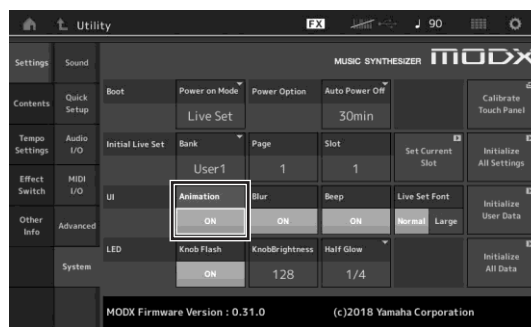 Utility FX 90
Settings Sound MUSIC SYNTHESIZER MODX
Boot Power on Mode Power Option Auto Power Off Calibrate Touch Panel
Contents Quick Setup Live Set 30min
Tempo Settings Audio I/O Initial Live Set Bank Page Slot Set Current Slot Initialize All Settings
User1 1 1
Effect Switch MIDI I/O UI Animation Blur Beep Live Set Font Initialize User Data
Other Info Advanced ON ON ON Normal Large
LED Knob Flash KnobBrightness Half Glow Initialize All Data
System ON 128 1/4
MODX Firmware Version : 0.31.0 (c)2018 Yamaha Corporatio